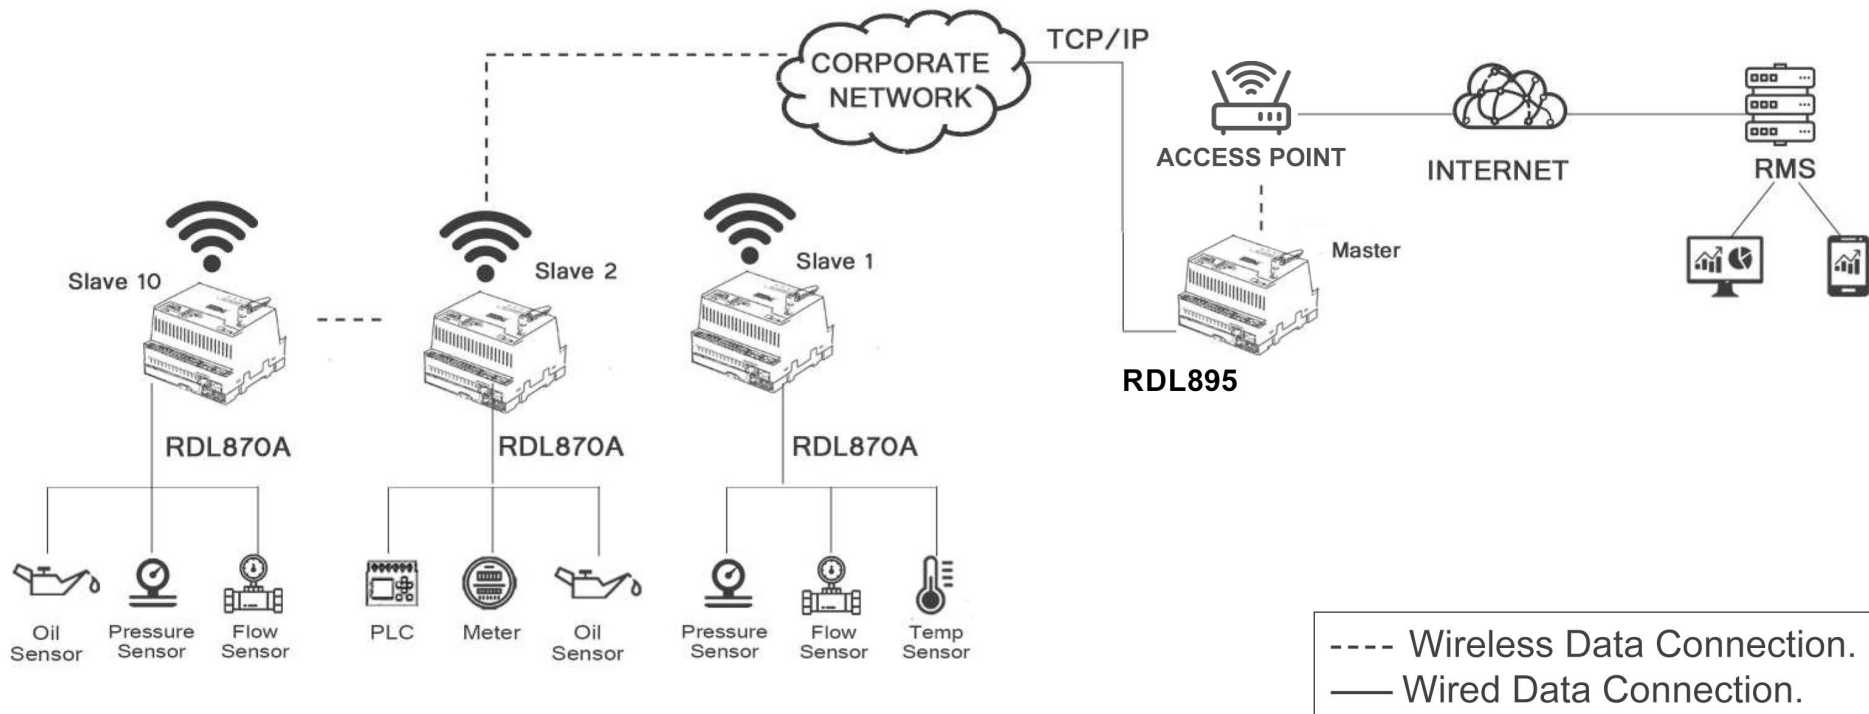 CORPORATE
NETWORK
TCP/IP
ACCESS POINT
INTERNET
RMS
Slave 10
Slave 2
Slave 1
Master
RDL895
RDL870A
RDL870A
RDL870A
Oil
Sensor
Pressure
Sensor
Flow
Sensor
PLC
Meter
Oil
Sensor
Pressure
Sensor
Flow
Sensor
Temp
Sensor
Wireless Data Connection.
Wired Data Connection.